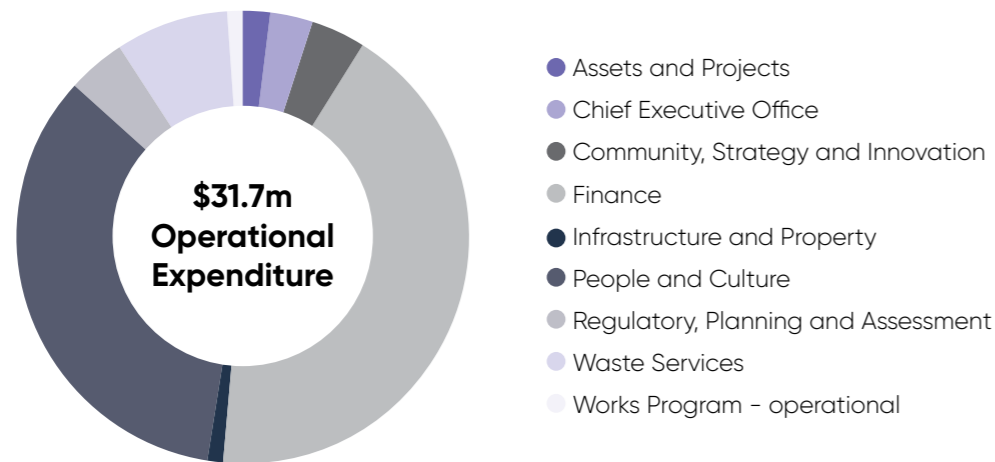 $31.7m
Operational
Expenditure
Assets and Projects
Chief Executive Office
Community, Strategy and Innovation
Finance
Infrastructure and Property
People and Culture
Regulatory, Planning and Assessment
Waste Services
Works Program - operational